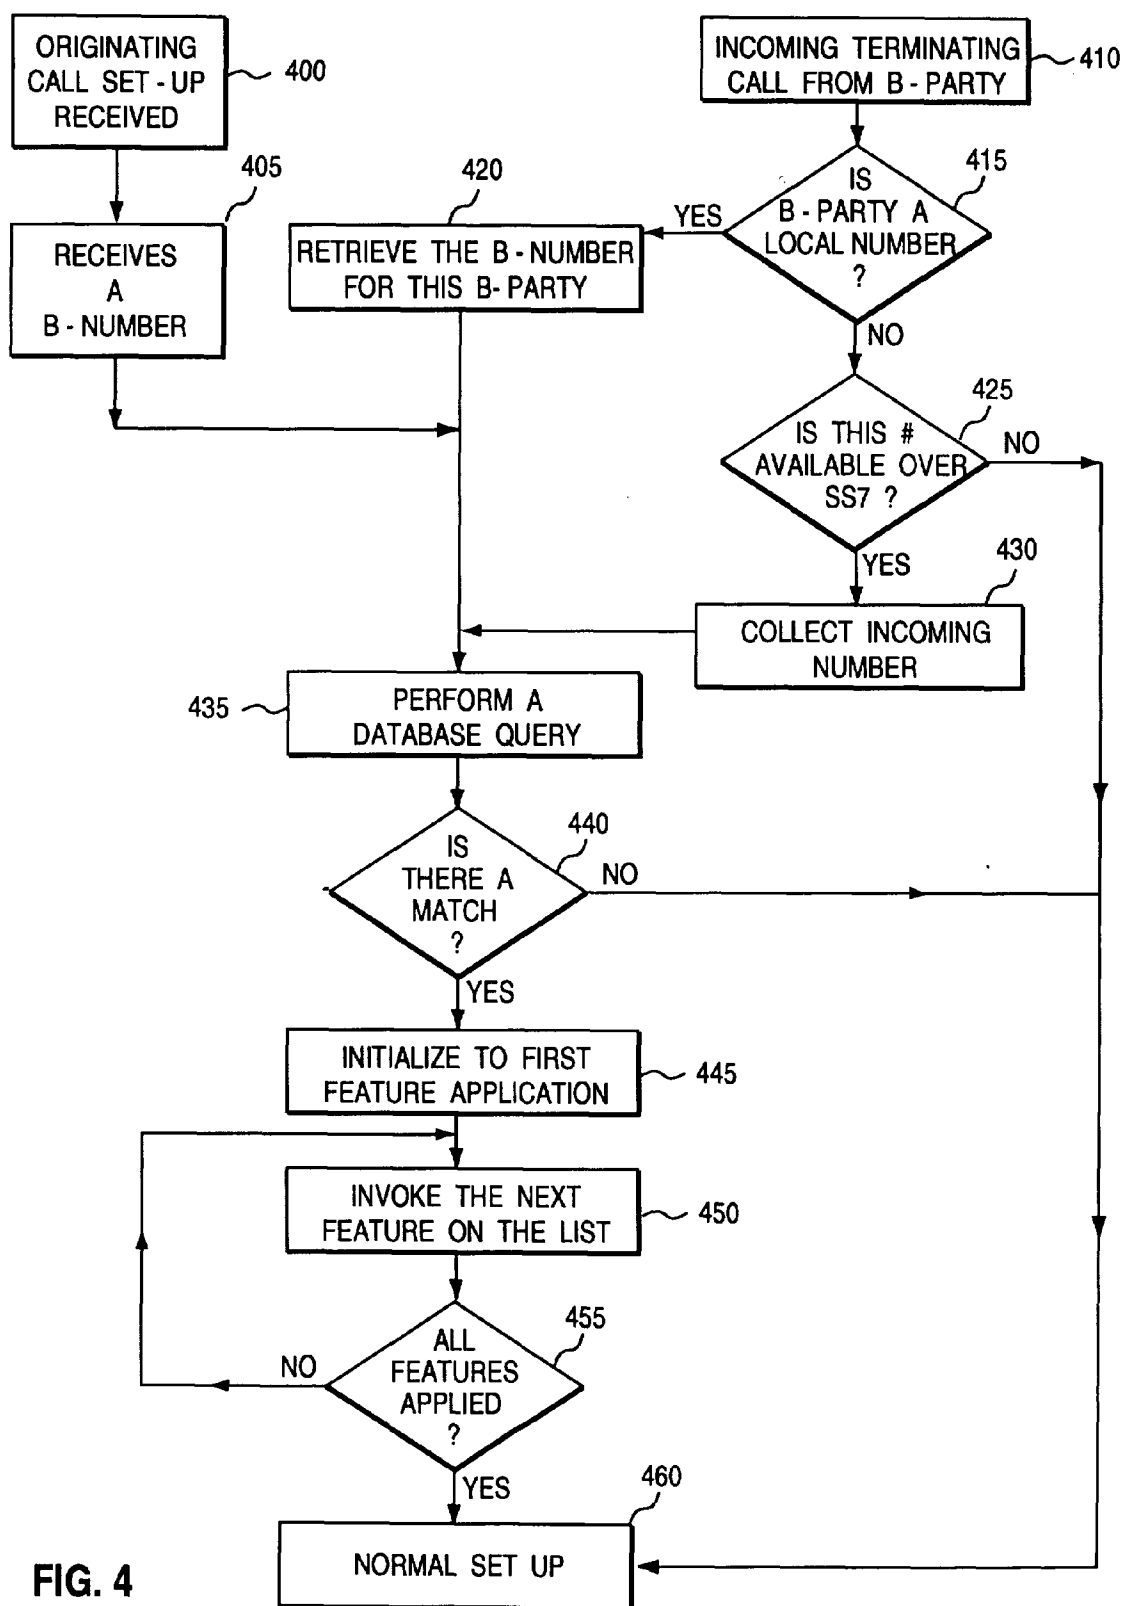 ORIGINATING
CALL SET - UP
RECEIVED
400
INCOMING TERMINATING
CALL FROM B - PARTY
410
405
RECEIVES
A
B - NUMBER
420
RETRIEVE THE B - NUMBER
FOR THIS B- PARTY
YES
IS
B - PARTY A
LOCAL NUMBER
?
415
NO
IS THIS #
AVAILABLE OVER
SS7 ?
425
NO
YES
430
COLLECT INCOMING
NUMBER
435
PERFORM A
DATABASE QUERY
IS
THERE A
MATCH
?
440
NO
YES
INITIALIZE TO FIRST
FEATURE APPLICATION
445
INVOKE THE NEXT
FEATURE ON THE LIST
450
ALL
FEATURES
APPLIED
?
455
NO
YES
460
NORMAL SET UP
FIG. 4